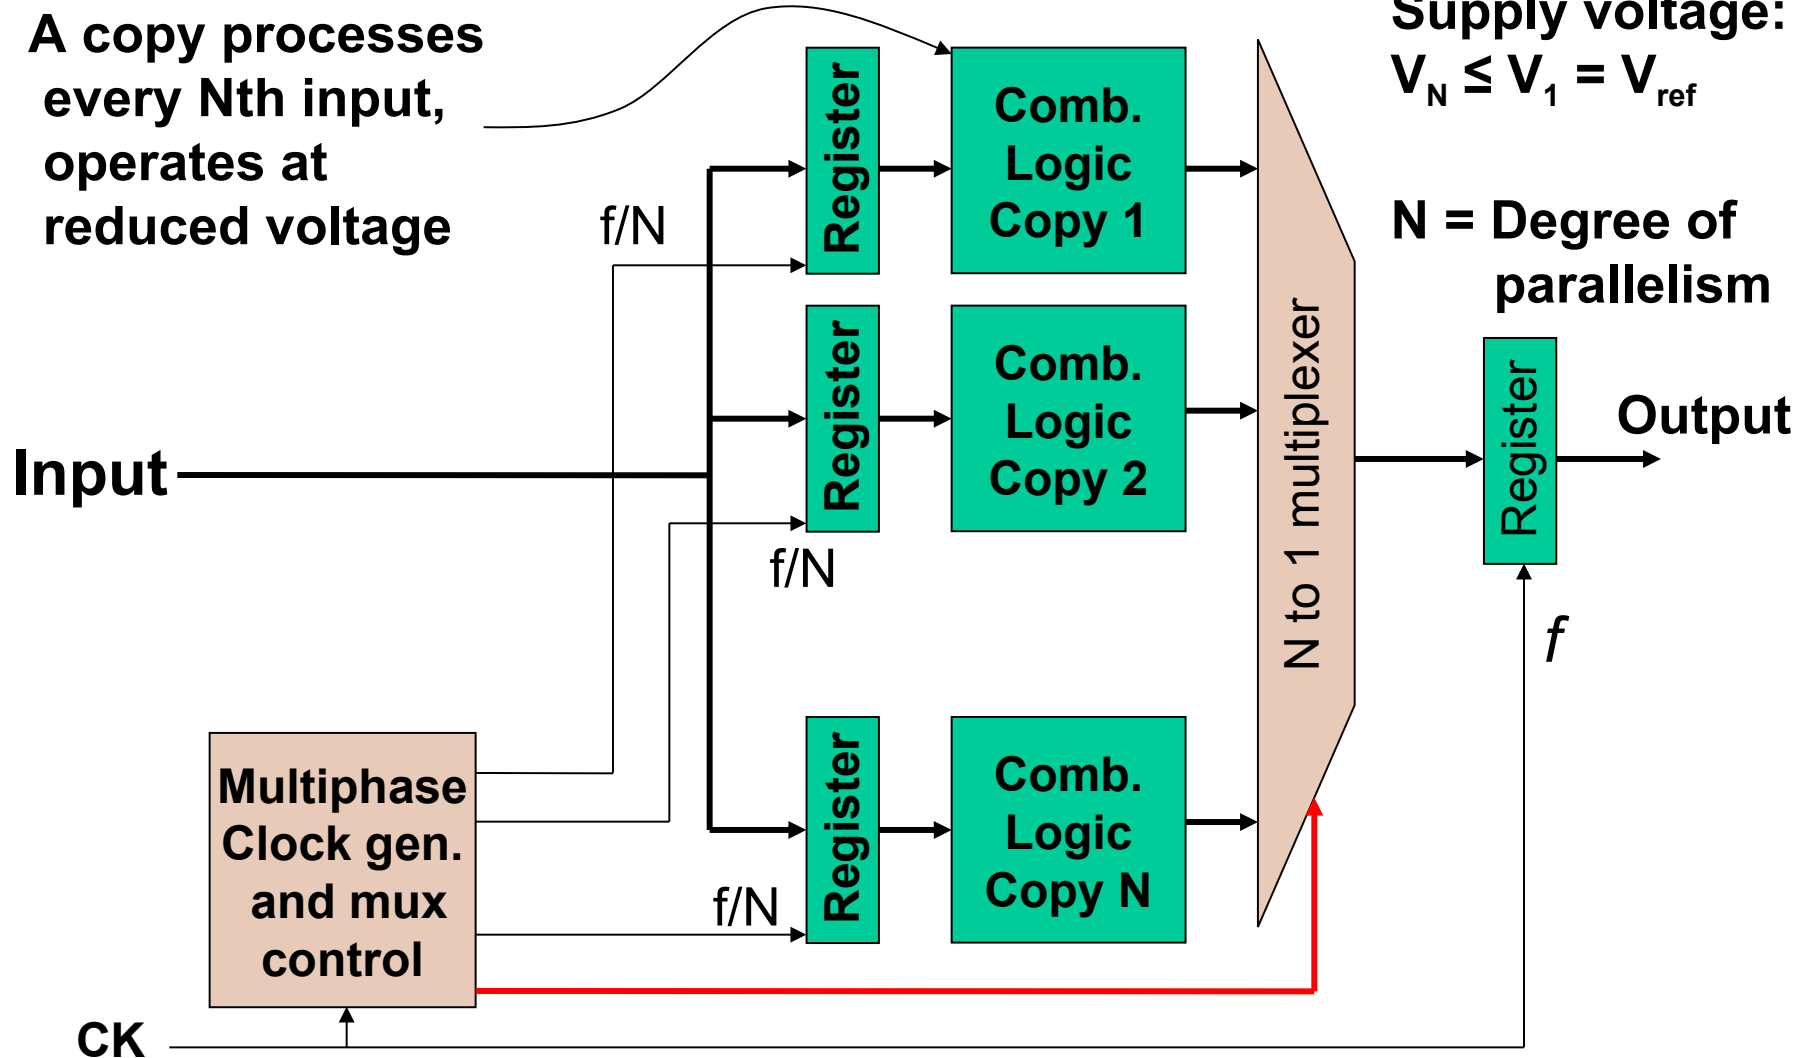 A copy processes
every Nth input,
operates at
reduced voltage
Supply voltage:
V_N ≤ V_1 = V_ref
N = Degree of
parallelism
f/N
Register
Comb.
Logic
Copy 1
Register
Comb.
Logic
Copy 2
f/N
Input
N to 1 multiplexer
Register
Output
f
Multiphase
Clock gen.
and mux
control
f/N
Register
Comb.
Logic
Copy N
CK